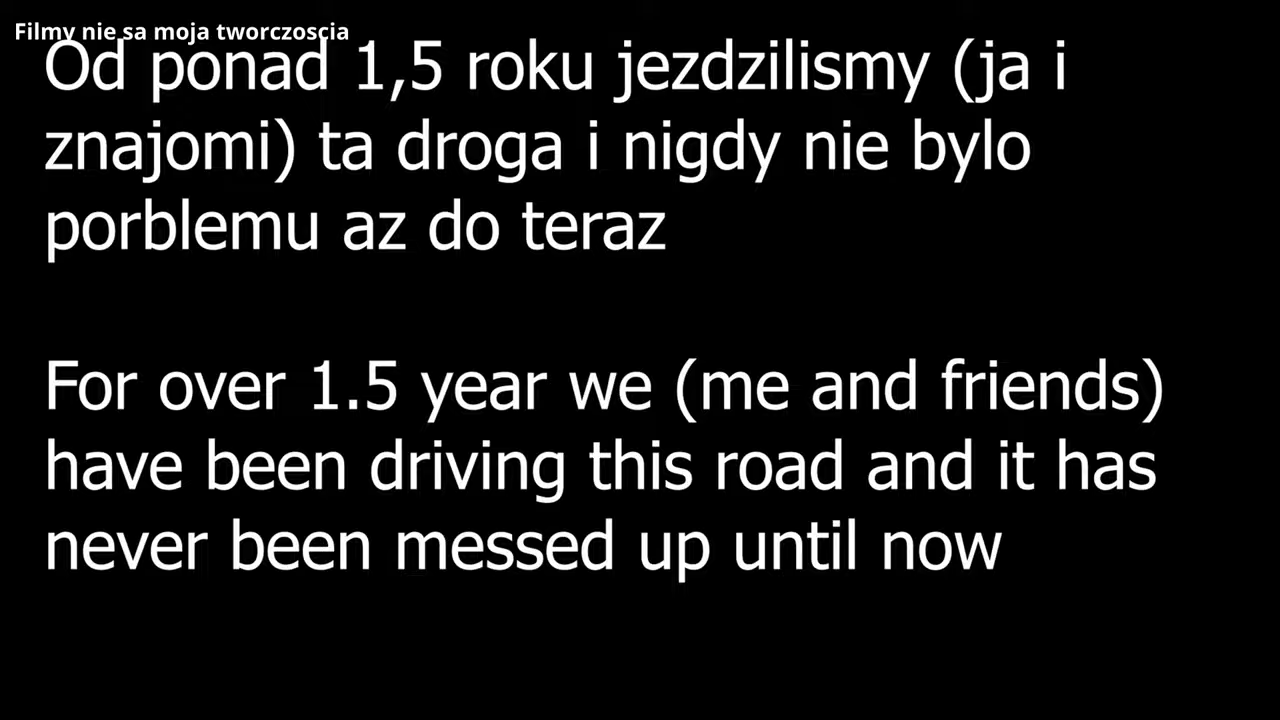 Filmy nie sa moja tworczoscia
Od ponad 1,5 roku jezdzilismy (ja i
znajomi) ta droga i nigdy nie bylo
porblemu az do teraz
For over 1.5 year we (me and friends)
have been driving this road and it has
never been messed up until now